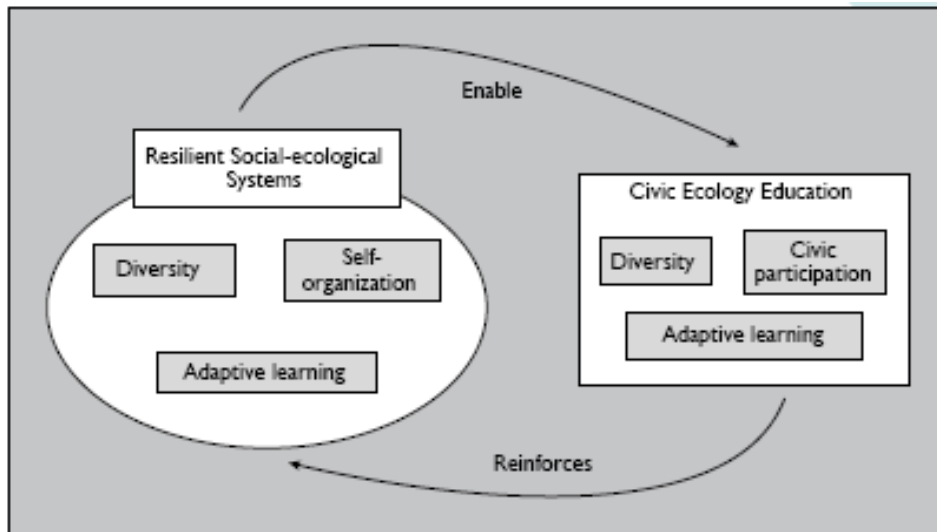 Enable
Resilient Social-ecological
Systems
Diversity
Self-
organization
Adaptive learning
Civic Ecology Education
Diversity
Civic
participation
Adaptive learning
Reinforces